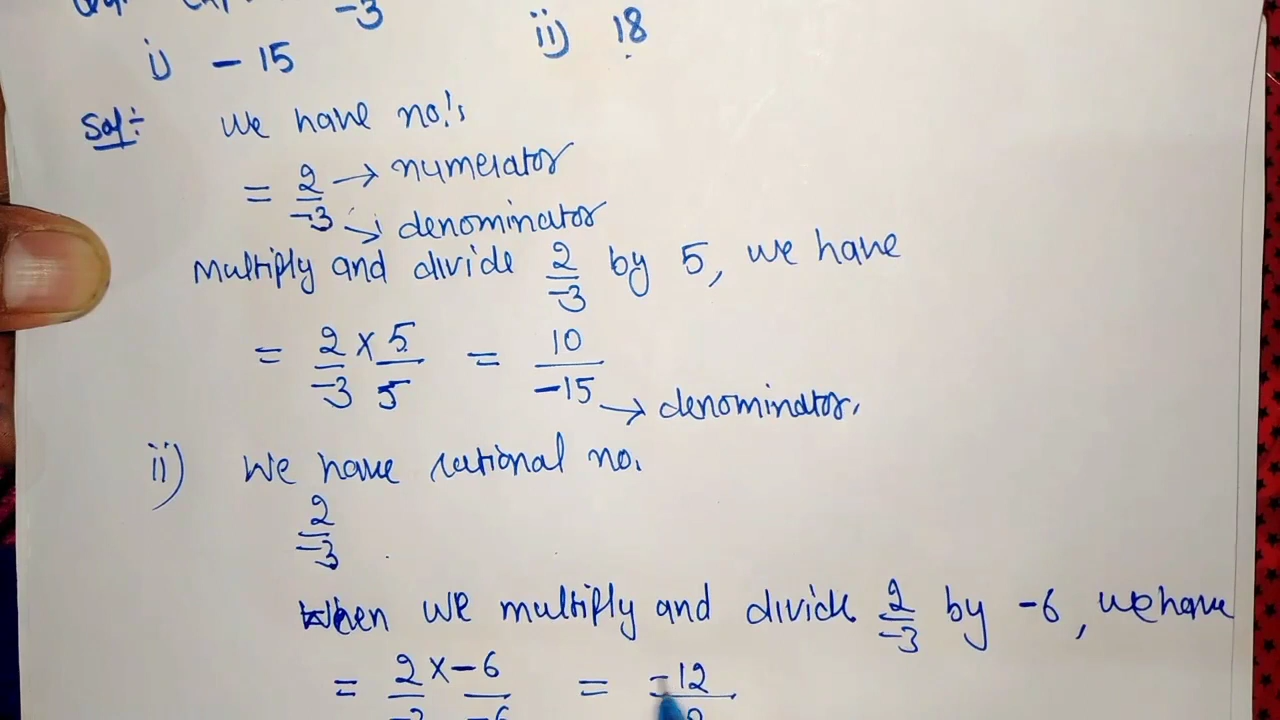 -3
i) -15 ii) 18
Sol:- We have no.'s
= 2/-3 → numerator
→ denominator
Multiply and divide 2/-3 by 5, we have
= 2/-3 × 5/5 = 10/-15
→ denominator.
ii) We have rational no.
2/-3
When we multiply and divide 2/-3 by -6, we have
= 2/-3 × -6/-6 = -12